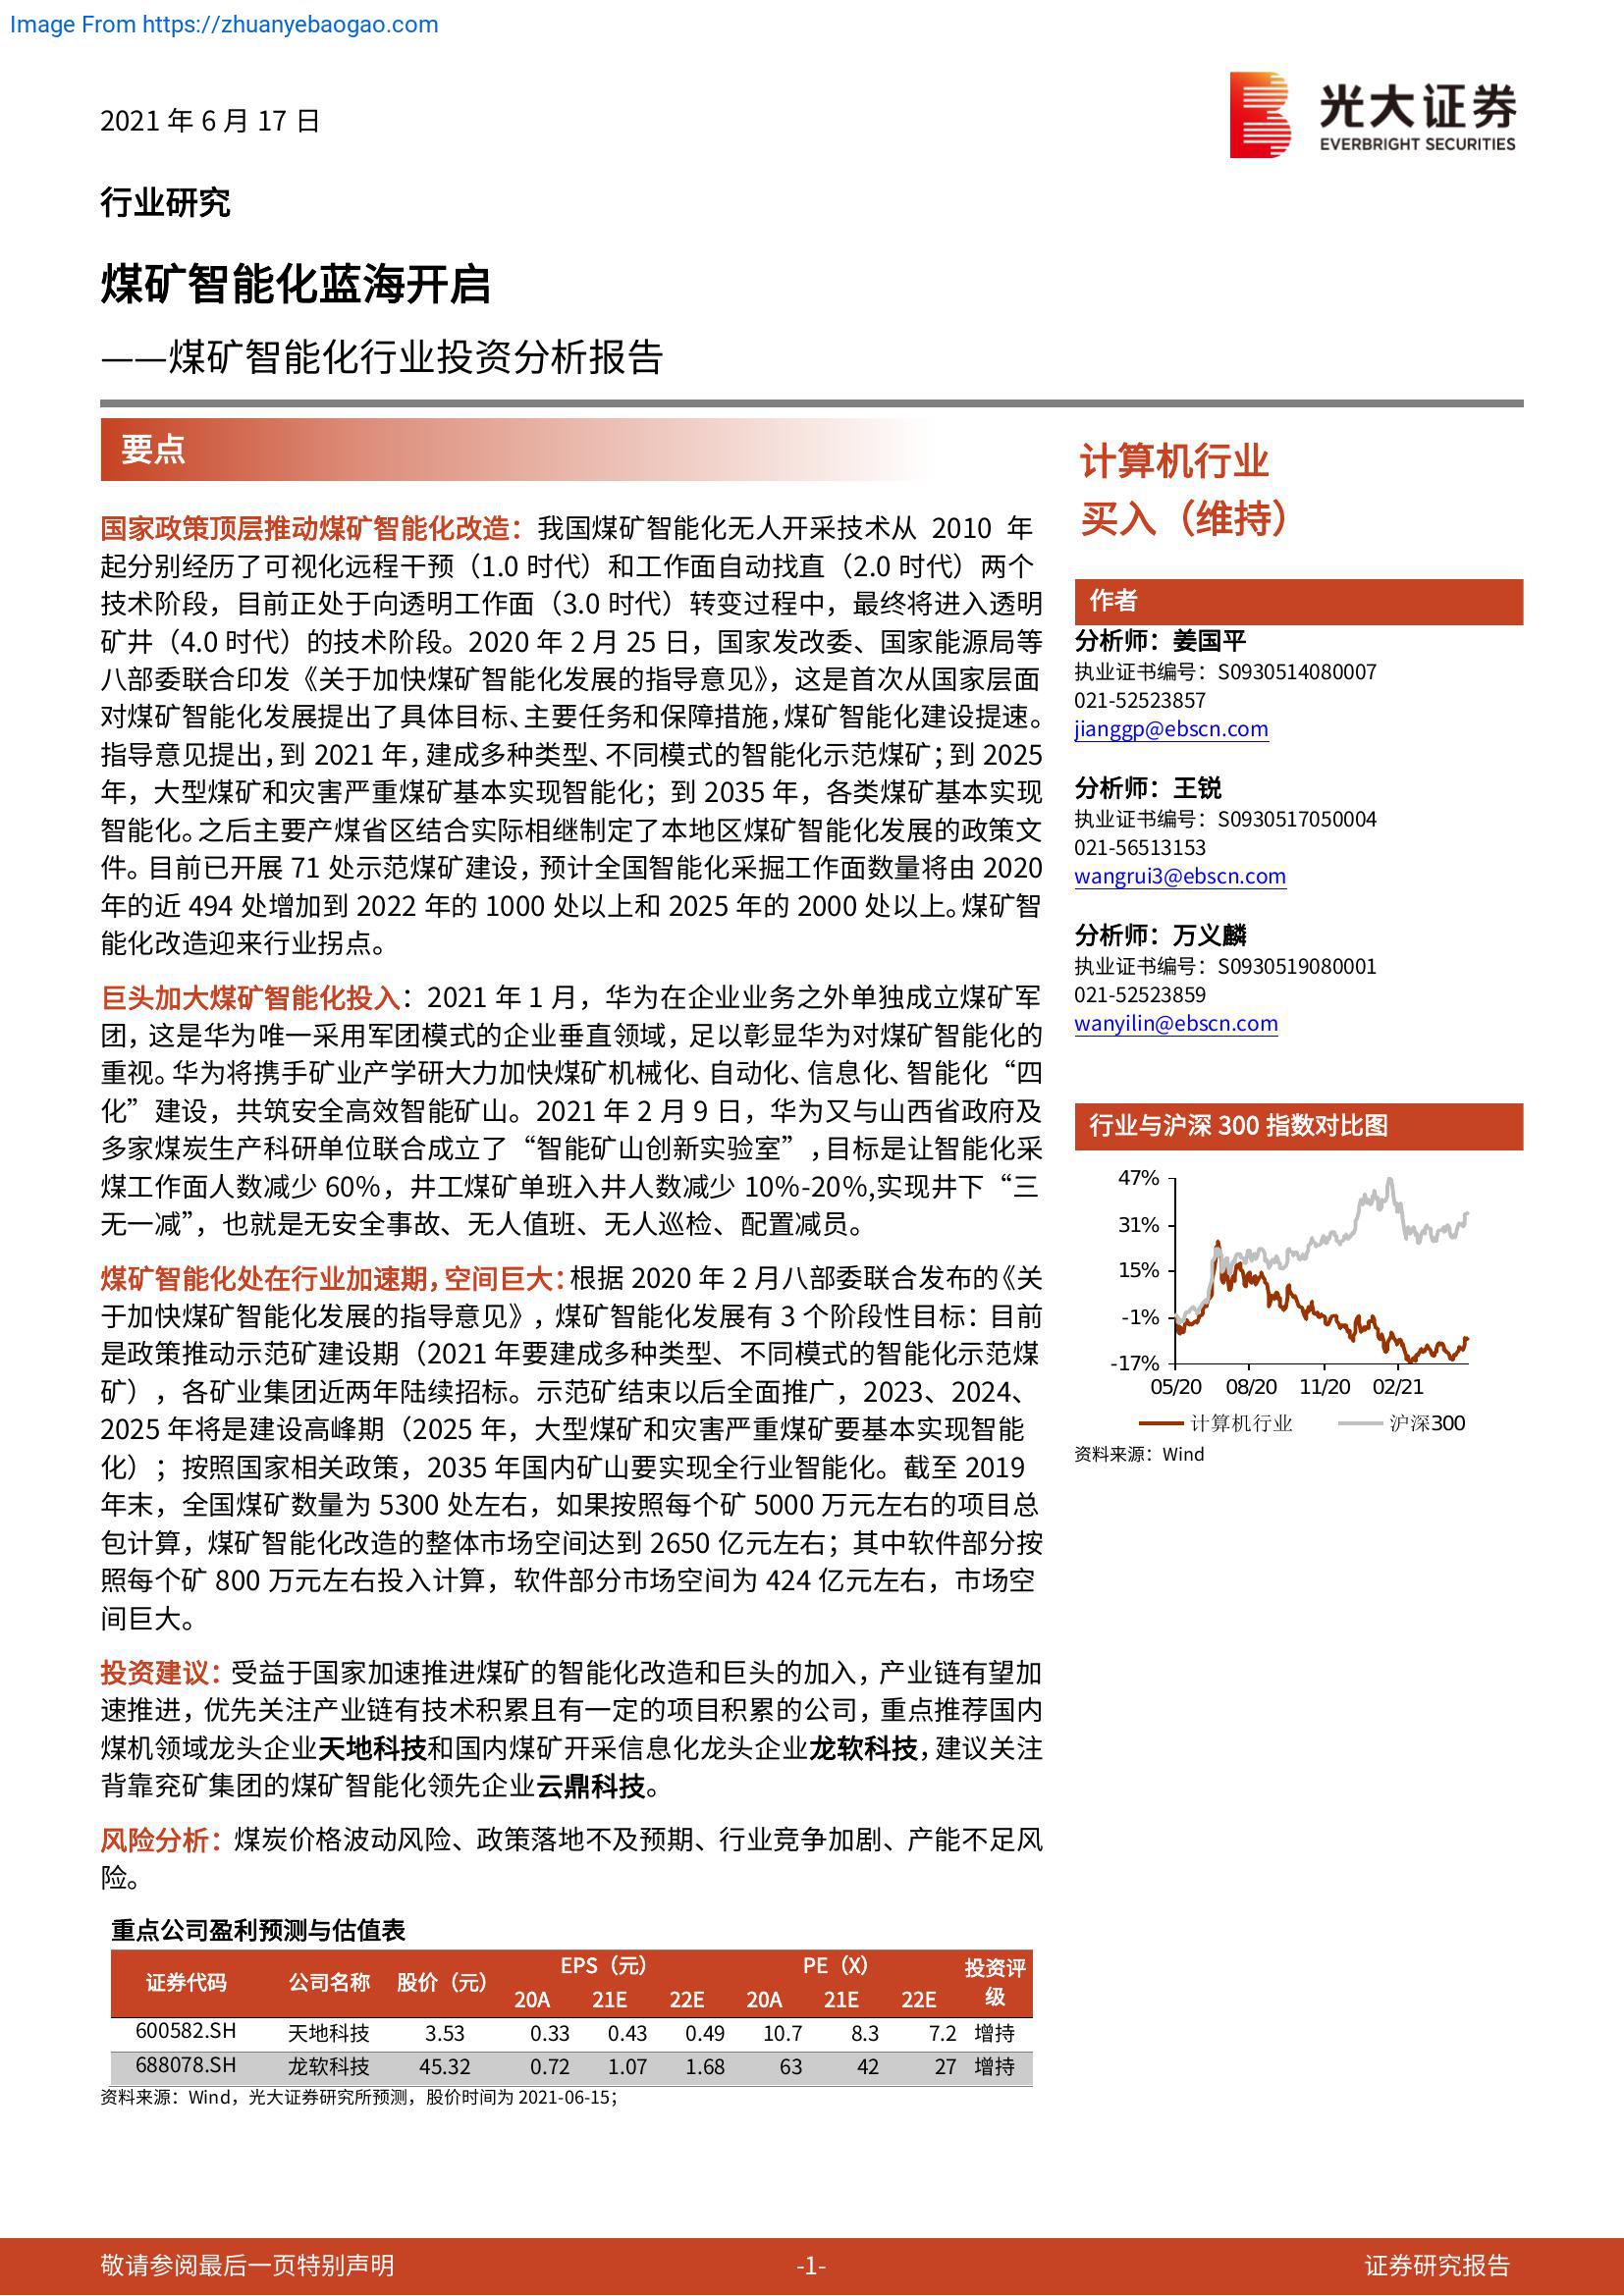 Image From https://zhuanyebaogao.com
2021 年 6 月 17 日
光大证券
EVERBRIGHT SECURITIES
行业研究
煤矿智能化蓝海开启
——煤矿智能化行业投资分析报告
要点
国家政策顶层推动煤矿智能化改造：我国煤矿智能化无人开采技术从 2010 年
起分别经历了可视化远程干预（1.0 时代）和工作面自动找直（2.0 时代）两个
技术阶段，目前正处于向透明工作面（3.0 时代）转变过程中，最终将进入透明
矿井（4.0 时代）的技术阶段。2020 年 2 月 25 日，国家发改委、国家能源局等
八部委联合印发《关于加快煤矿智能化发展的指导意见》，这是首次从国家层面
对煤矿智能化发展提出了具体目标、主要任务和保障措施，煤矿智能化建设提速。
指导意见提出，到 2021 年，建成多种类型、不同模式的智能化示范煤矿；到 2025
年，大型煤矿和灾害严重煤矿基本实现智能化；到 2035 年，各类煤矿基本实现
智能化。之后主要产煤省区结合实际相继制定了本地区煤矿智能化发展的政策文
件。目前已开展 71 处示范煤矿建设，预计全国智能化采掘工作面数量将由 2020
年的近 494 处增加到 2022 年的 1000 处以上和 2025 年的 2000 处以上。煤矿智
能化改造迎来行业拐点。
巨头加大煤矿智能化投入：2021 年 1 月，华为在企业业务之外单独成立煤矿军
团，这是华为唯一采用军团模式的企业垂直领域，足以彰显华为对煤矿智能化的
重视。华为将携手矿业产学研大力加快煤矿机械化、自动化、信息化、智能化“四
化”建设，共筑安全高效智能矿山。2021 年 2 月 9 日，华为又与山西省政府及
多家煤炭生产科研单位联合成立了“智能矿山创新实验室”，目标是让智能化采
煤工作面人数减少 60%，井工煤矿单班入井人数减少 10%-20%,实现井下“三
无一减”，也就是无安全事故、无人值班、无人巡检、配置减员。
煤矿智能化处在行业加速期，空间巨大：根据 2020 年 2 月八部委联合发布的《关
于加快煤矿智能化发展的指导意见》，煤矿智能化发展有 3 个阶段性目标：目前
是政策推动示范矿建设期（2021 年要建成多种类型、不同模式的智能化示范煤
矿），各矿业集团近两年陆续招标。示范矿结束以后全面推广，2023、2024、
2025 年将是建设高峰期（2025 年，大型煤矿和灾害严重煤矿要基本实现智能
化）；按照国家相关政策，2035 年国内矿山要实现全行业智能化。截至 2019
年末，全国煤矿数量为 5300 处左右，如果按照每个矿 5000 万元左右的项目总
包计算，煤矿智能化改造的整体市场空间达到 2650 亿元左右；其中软件部分按
照每个矿 800 万元左右投入计算，软件部分市场空间为 424 亿元左右，市场空
间巨大。
投资建议：受益于国家加速推进煤矿的智能化改造和巨头的加入，产业链有望加
速推进，优先关注产业链有技术积累且有一定的项目积累的公司，重点推荐国内
煤机领域龙头企业天地科技和国内煤矿开采信息化龙头企业龙软科技，建议关注
背靠兖矿集团的煤矿智能化领先企业云鼎科技。
风险分析：煤炭价格波动风险、政策落地不及预期、行业竞争加剧、产能不足风
险。
重点公司盈利预测与估值表
证券代码 公司名称 股价（元） EPS（元） PE（X） 投资评级
20A 21E 22E 20A 21E 22E
600582.SH 天地科技 3.53 0.33 0.43 0.49 10.7 8.3 7.2 增持
688078.SH 龙软科技 45.32 0.72 1.07 1.68 63 42 27 增持
资料来源：Wind，光大证券研究所预测，股价时间为 2021-06-15；
计算机行业
买入（维持）
作者
分析师：姜国平
执业证书编号：S0930514080007
021-52523857
jianggp@ebscn.com
分析师：王锐
执业证书编号：S0930517050004
021-56513153
wangrui3@ebscn.com
分析师：万义麟
执业证书编号：S0930519080001
021-52523859
wanyilin@ebscn.com
行业与沪深 300 指数对比图
47%
31%
15%
-1%
-17%
05/20 08/20 11/20 02/21
计算机行业 沪深300
资料来源：Wind
敬请参阅最后一页特别声明 -1- 证券研究报告